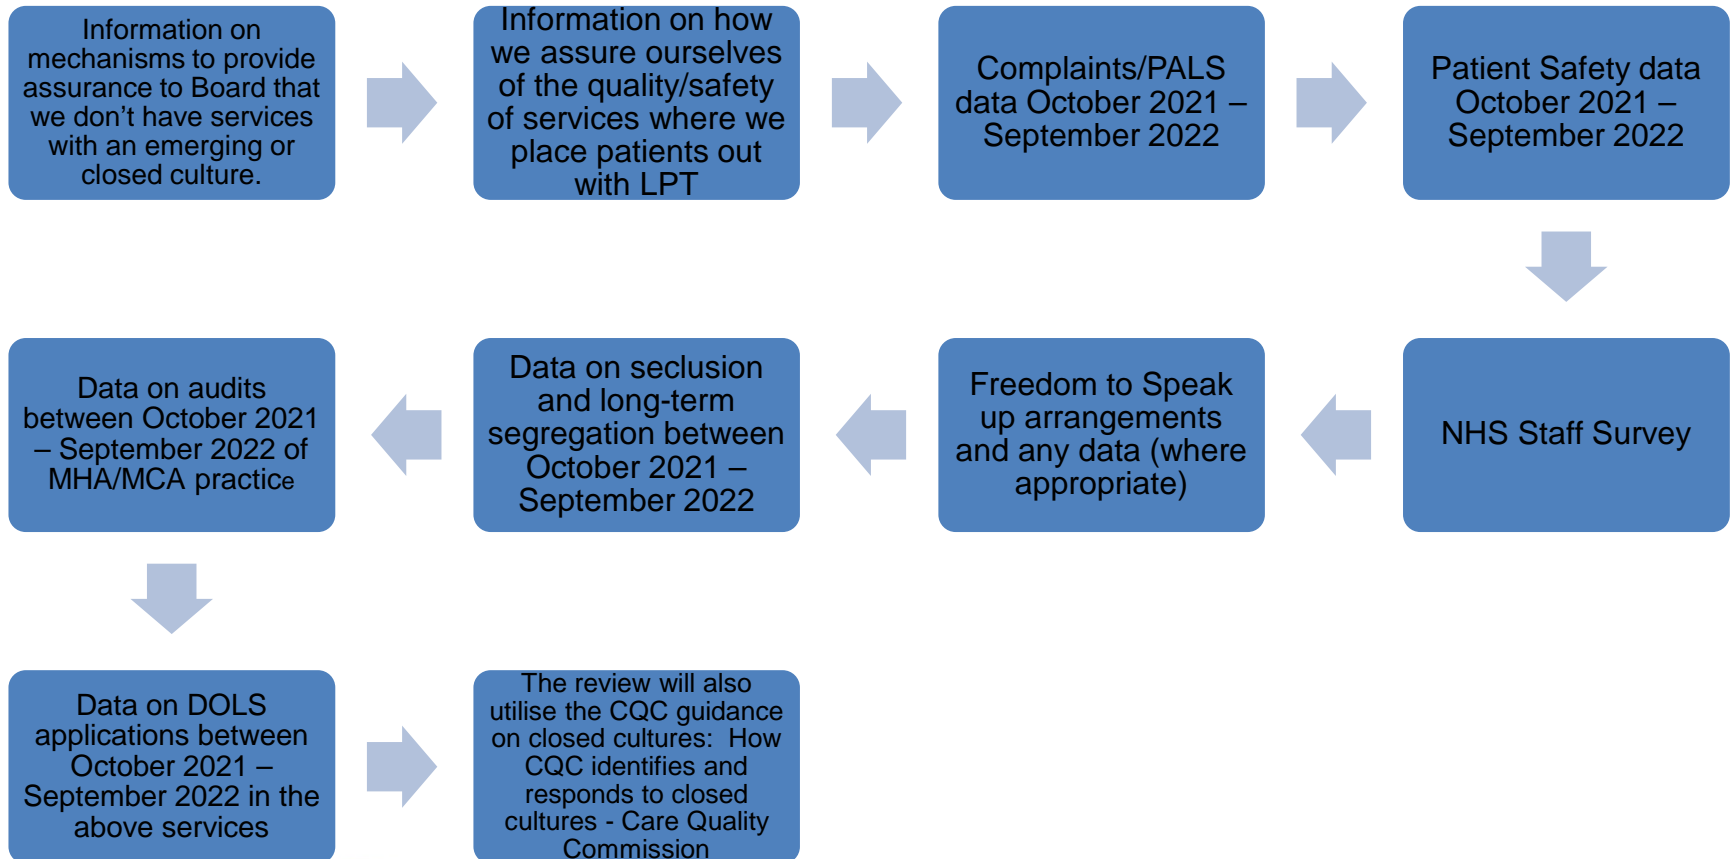 Information on
mechanisms to provide
assurance to Board that
we don’t have services
with an emerging or
closed culture.
Information on how
we assure ourselves
of the quality/safety
of services where we
place patients out
with LPT
Complaints/PALS
data October 2021 –
September 2022
Patient Safety data
October 2021 –
September 2022
NHS Staff Survey
Freedom to Speak
up arrangements
and any data (where
appropriate)
Data on seclusion
and long-term
segregation between
October 2021 –
September 2022
Data on audits
between October 2021
– September 2022 of
MHA/MCA practice
Data on DOLS
applications between
October 2021 –
September 2022 in the
above services
The review will also
utilise the CQC guidance
on closed cultures: How
CQC identifies and
responds to closed
cultures - Care Quality
Commission